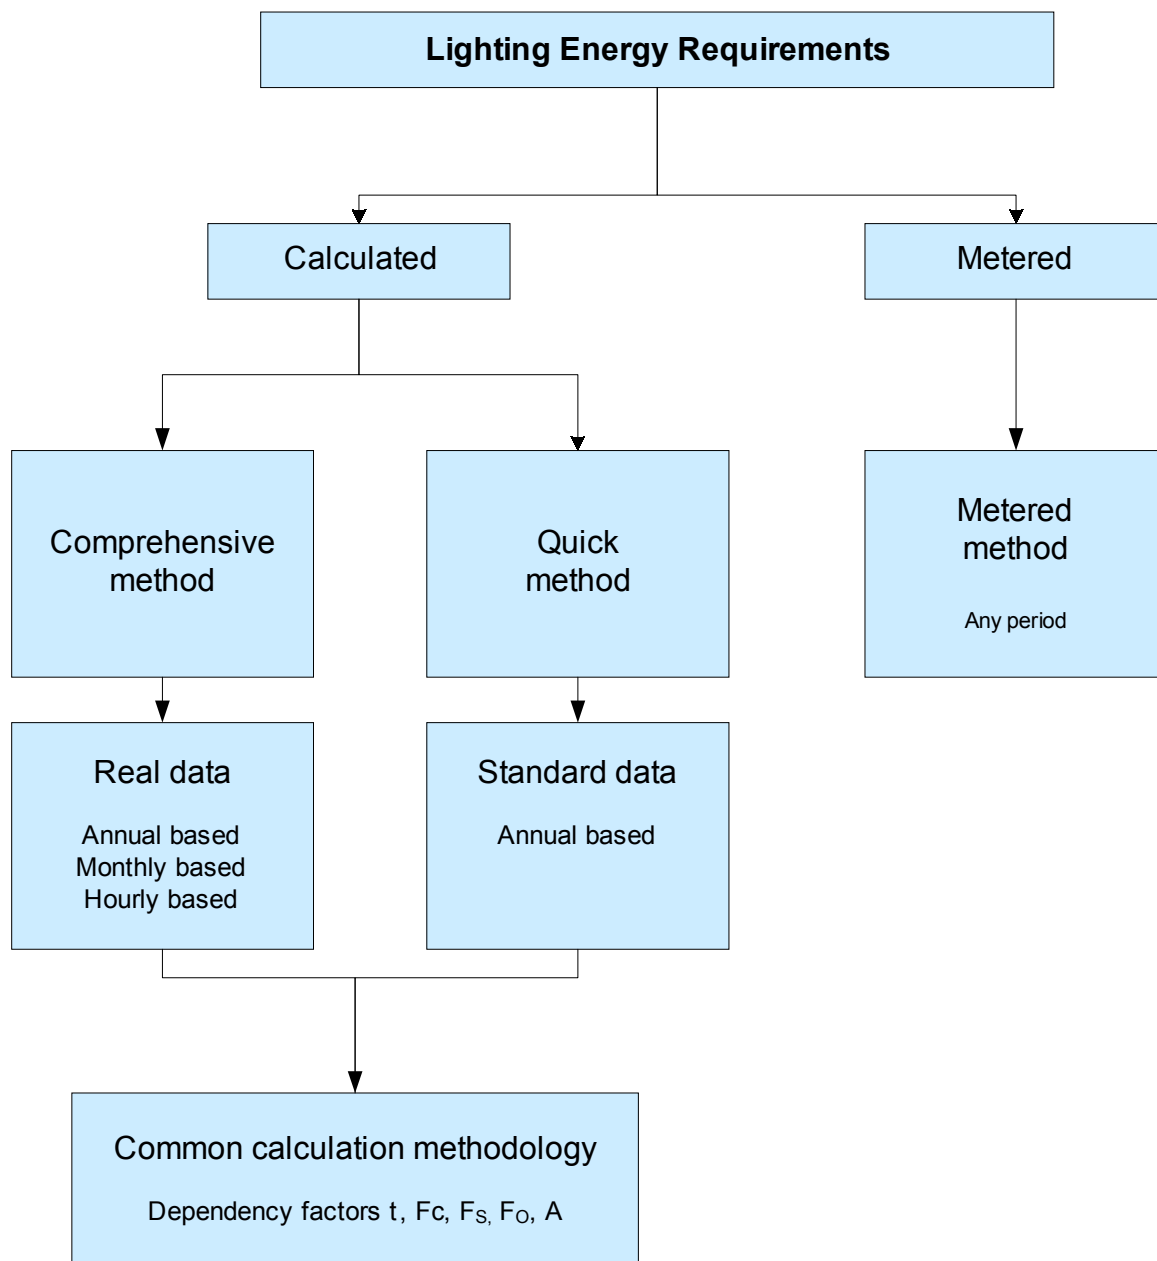 Lighting Energy Requirements
Calculated
Metered
Comprehensive
method
Quick
method
Metered
method
Any period
Real data
Annual based
Monthly based
Hourly based
Standard data
Annual based
Common calculation methodology
Dependency factors t, Fc, FS, FO, A